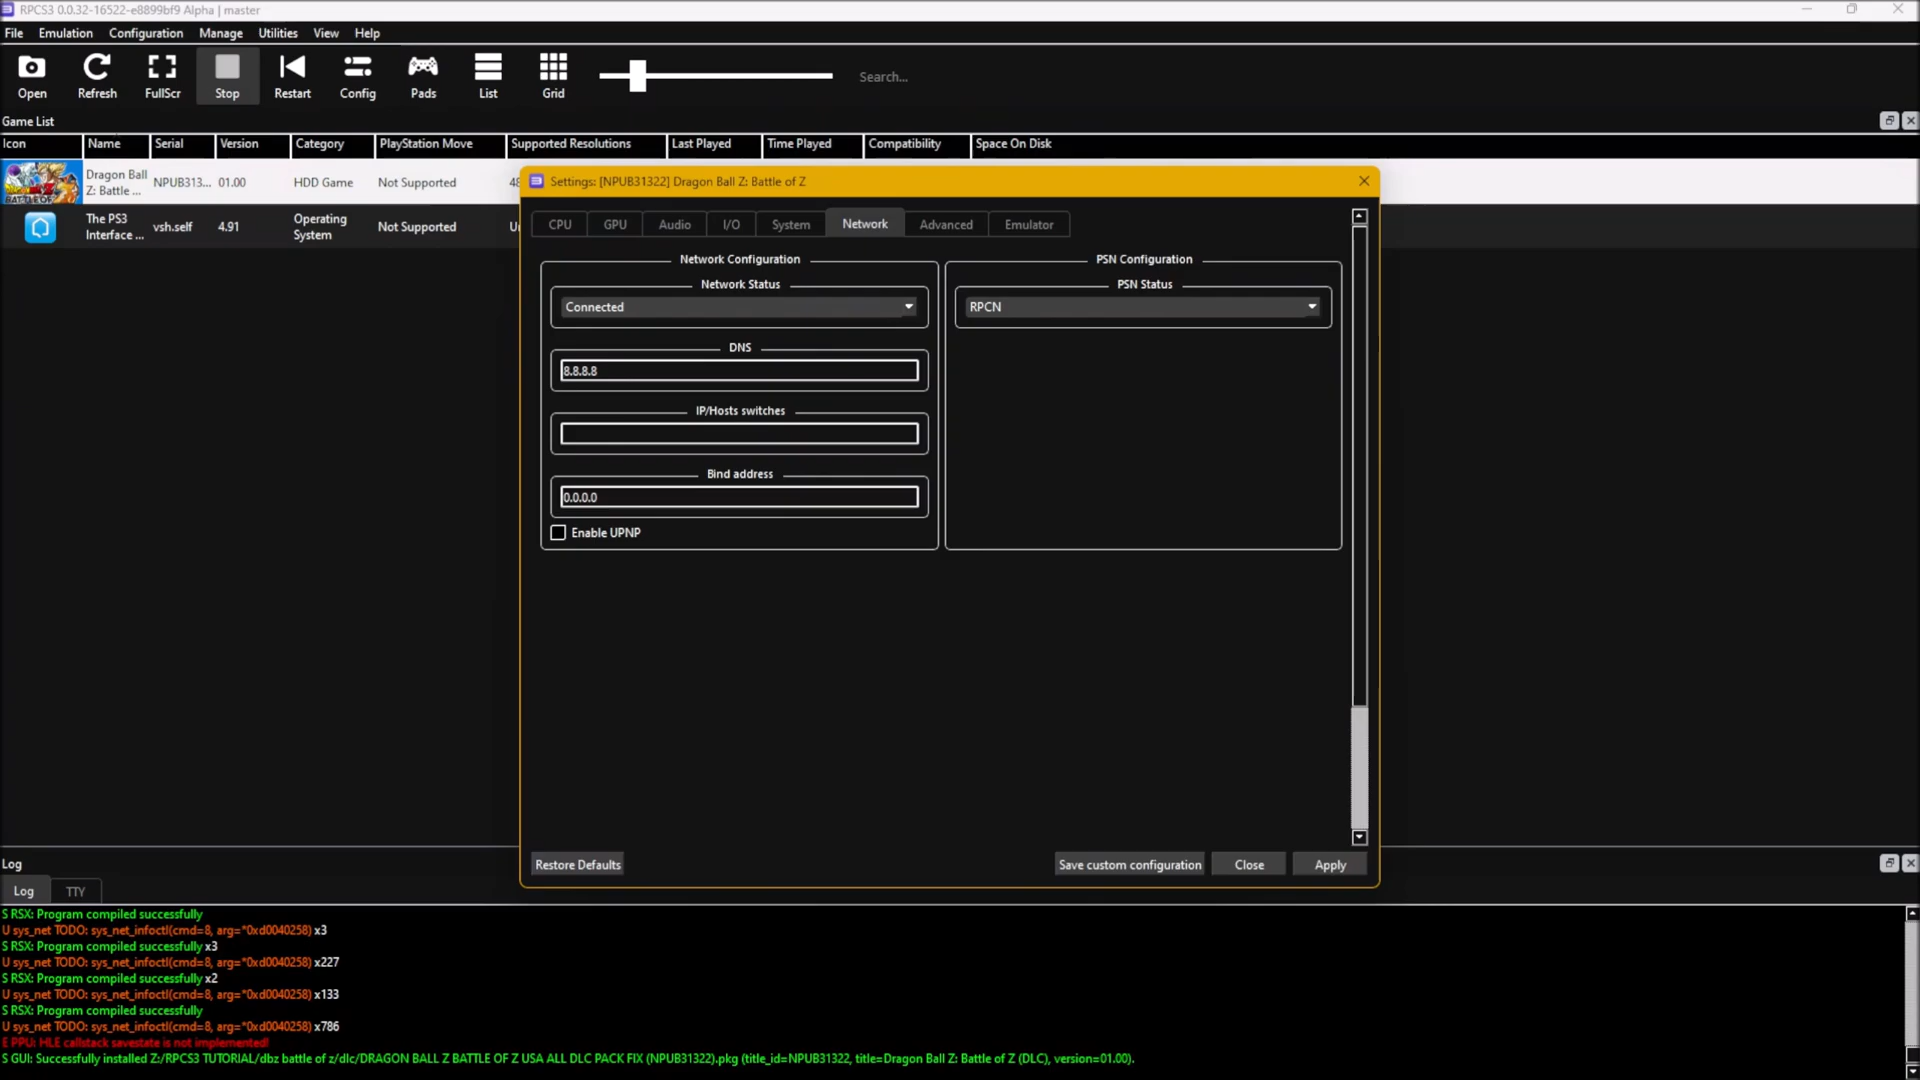 RPCS3 0.0.32-16522-e8899bf9 Alpha | master
File Emulation Configuration Manage Utilities View Help
Open Refresh FullScr Stop Restart Config Pads List Grid Search...
Game List
Icon Name Serial Version Category PlayStation Move Supported Resolutions Last Played Time Played Compatibility Space On Disk
Dragon Ball
Z: Battle ... NPUB313... 01.00 HDD Game Not Supported 48
The PS3
Interface ... vsh.self 4.91 Operating
System Not Supported
Settings: [NPUB31322] Dragon Ball Z: Battle of Z
CPU GPU Audio I/O System Network Advanced Emulator
Network Configuration PSN Configuration
Network Status PSN Status
Connected RPCN
DNS
8.8.8.8
IP/Hosts switches
Bind address
0.0.0.0
Enable UPNP
Restore Defaults Save custom configuration Close Apply
Log
Log TTY
S RSX: Program compiled successfully
U sys_net TODO: sys_net_infoctl(cmd=8, arg=*0xd0040258) x3
S RSX: Program compiled successfully x3
U sys_net TODO: sys_net_infoctl(cmd=8, arg=*0xd0040258) x227
S RSX: Program compiled successfully x2
U sys_net TODO: sys_net_infoctl(cmd=8, arg=*0xd0040258) x133
S RSX: Program compiled successfully
U sys_net TODO: sys_net_infoctl(cmd=8, arg=*0xd0040258) x786
E PPU: HLE callstack savestate is not implemented!
S GUI: Successfully installed Z:/RPCS3 TUTORIAL/dbz battle of z/dlc/DRAGON BALL Z BATTLE OF Z USA ALL DLC PACK FIX (NPUB31322).pkg (title_id=NPUB31322, title=Dragon Ball Z: Battle of Z (DLC), version=01.00).